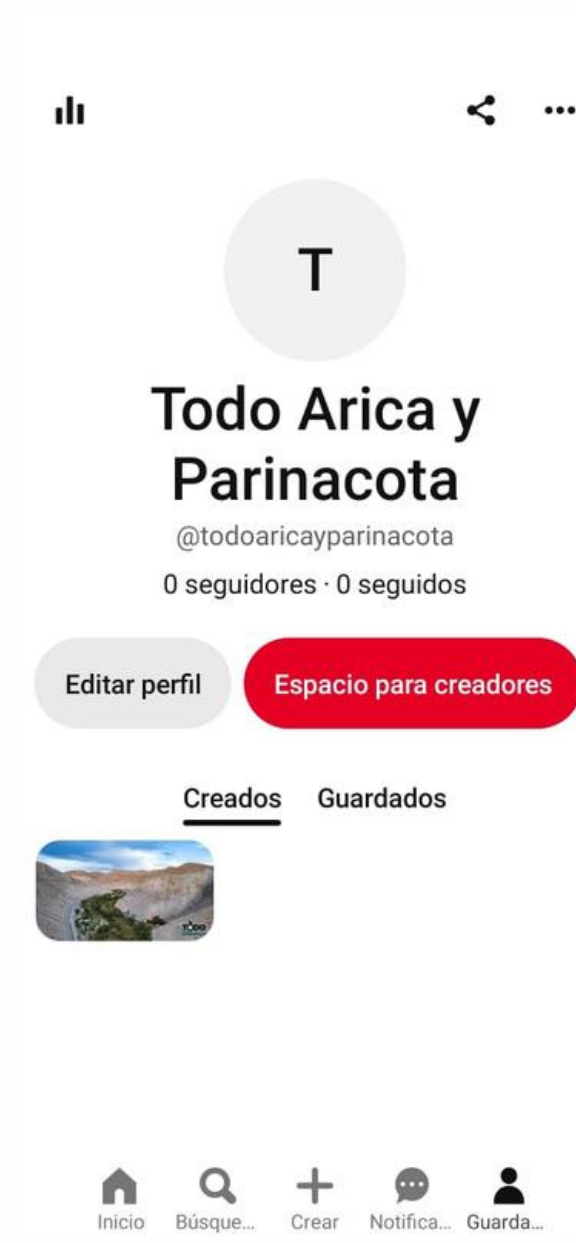 T
Todo Arica y
Parinacota
@todoaricayparinacota
0 seguidores · 0 seguidos
Editar perfil
Espacio para creadores
Creados
Guardados
TODO
Inicio
Búsque...
Crear
Notifica...
Guarda...